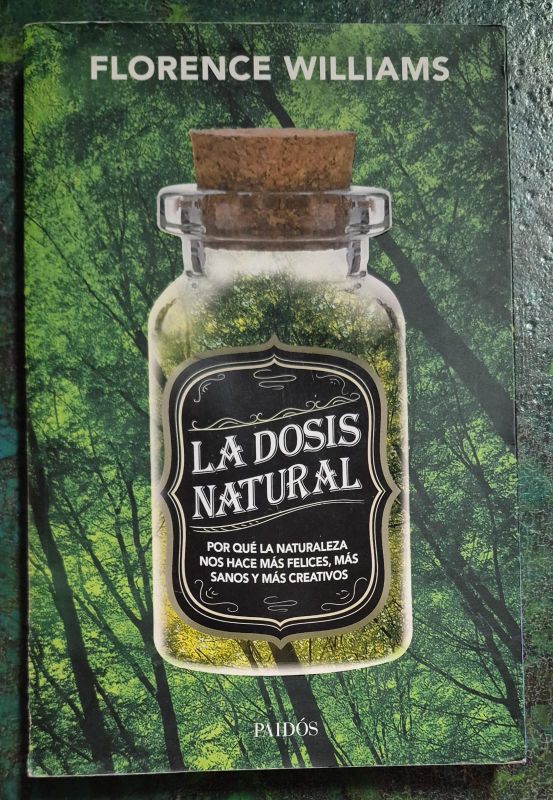 FLORENCE WILLIAMS
LA DOSIS
NATURAL
POR QUÉ LA NATURALEZA
NOS HACE MÁS FELICES, MÁS
SANOS Y MÁS CREATIVOS
PAIDÓS